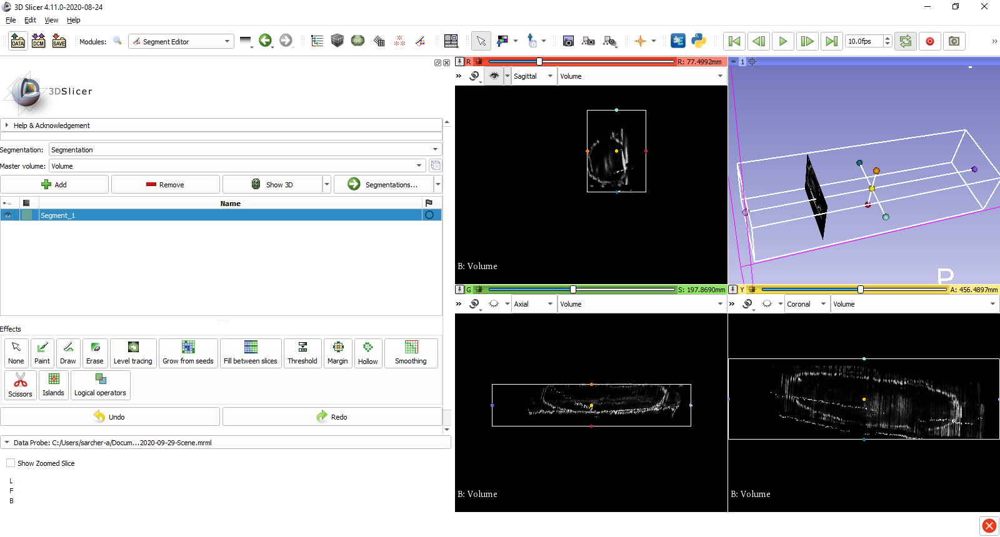 3D Slicer 4.11.0-2020-08-24
File Edit View Help
DATA DCM SAVE Modules: Segment Editor 10.0fps »
3DSlicer
Help & Acknowledgement
Segmentation: Segmentation
Master volume: Volume
Add Remove Show 3D Segmentations...
Name
Segment_1
Effects
None Paint Draw Erase Level tracing Grow from seeds Fill between slices Threshold Margin Hollow Smoothing
Scissors Islands Logical operators
Undo Redo
Data Probe: C:/Users/sarcher-a/Docum...2020-09-29-Scene.mrml
Show Zoomed Slice
L
F
B
R R: 77.4992mm
» Sagittal Volume
B: Volume
1
P
G S: 197.8690mm
» Axial Volume
B: Volume
Y A: 456.4897mm
» Coronal Volume
B: Volume